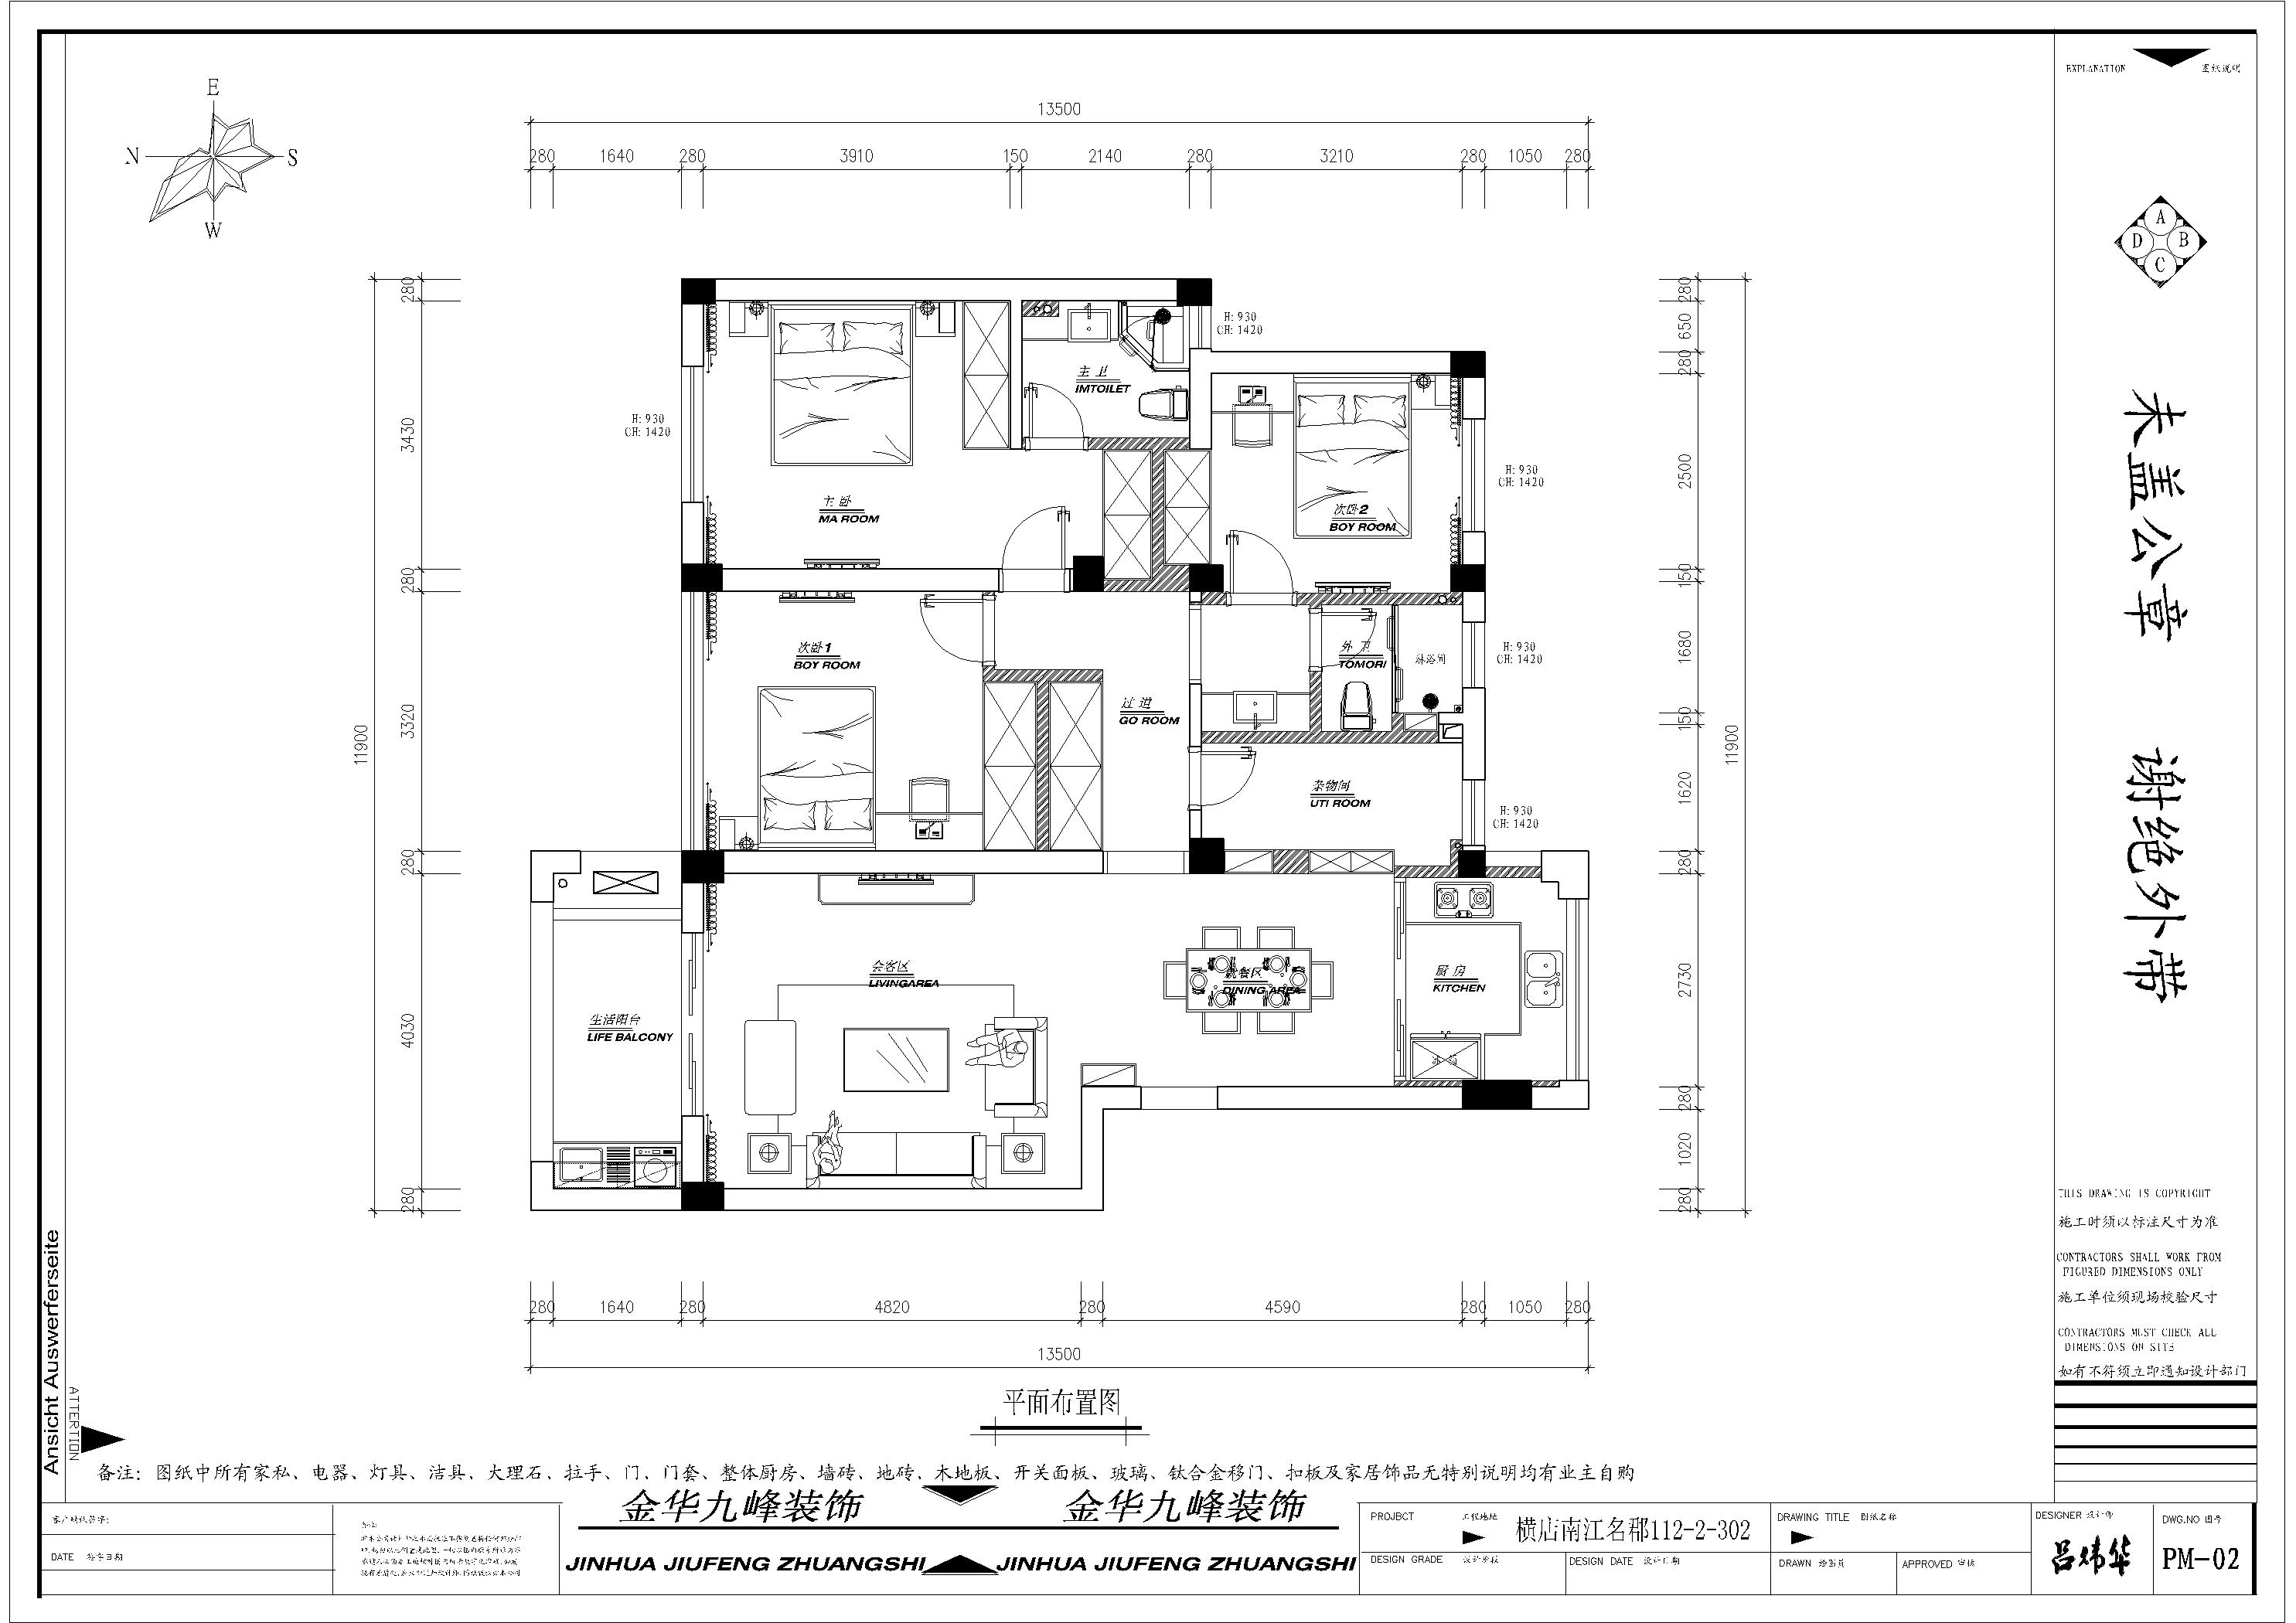 EXPLANATION 图纸说明
E
N
S
W
13500
280 1640 280 3910 150 2140 280 3210 280 1050 280
A
D B
C
未盖公章 谢绝外带
11900
280
3430
280
3320
280
4030
280
280
650
280
2500
150
1680
150
1620
280
2730
280
1020
280
11900
H: 930
CH: 1420
H: 930
CH: 1420
H: 930
CH: 1420
H: 930
CH: 1420
H: 930
CH: 1420
主 卫
IMTOILET
主 卧
MA ROOM
次卧2
BOY ROOM
次卧1
BOY ROOM
外 卫
TOMORI
淋浴间
过 道
GO ROOM
杂物间
UTI ROOM
会客区
LIVINGAREA
就餐区
DINING AREA
厨 房
KITCHEN
生活阳台
LIFE BALCONY
冰 箱
280 1640 280 4820 280 4590 280 1050 280
13500
平面布置图
THIS DRAWING IS COPYRIGHT
施工时须以标注尺寸为准
CONTRACTORS SHALL WORK FROM
FIGURED DIMENSIONS ONLY
施工单位须现场校验尺寸
CONTRACTORS MUST CHECK ALL
DIMENSIONS ON SITE
如有不符须立即通知设计部门
Ansicht Auswerferseite
ATTERTION
备注: 图纸中所有家私、电器、灯具、洁具、大理石、拉手、门、门套、整体厨房、墙砖、地砖、木地板、开关面板、玻璃、钛合金移门、扣板及家居饰品无特别说明均有业主自购
DATE 签字日期
金华九峰装饰 金华九峰装饰
JINHUA JIUFENG ZHUANGSHI JINHUA JIUFENG ZHUANGSHI
PROJBCT 工程地址
横店南江名郡112-2-302
DESIGN GRADE 设计阶段
DESIGN DATE 设计日期
DRAWING TITLE 图纸名称
DRAWN 绘图员
APPROVED 审核
DESIGNER 设计师
吕炜华
DWG.NO 图号
PM-02